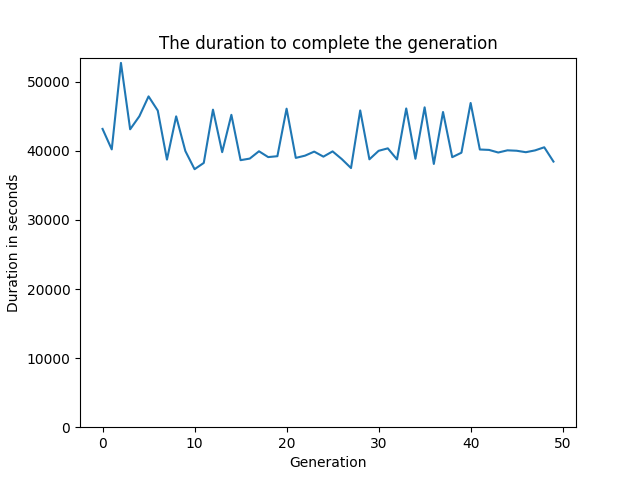 The duration to complete the generation
Duration in seconds
50000
40000
30000
20000
10000
0
0 10 20 30 40 50
Generation